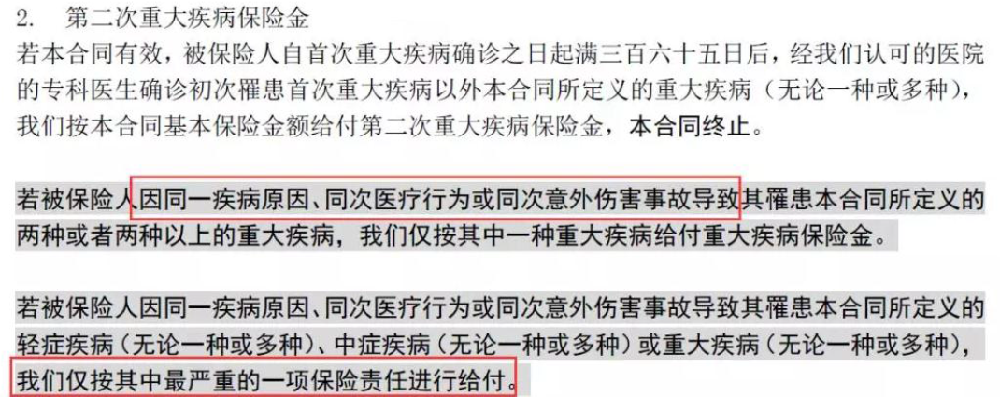 2. 第二次重大疾病保险金
若本合同有效，被保险人自首次重大疾病确诊之日起满三百六十五日后，经我们认可的医院
的专科医生确诊初次罹患首次重大疾病以外本合同所定义的重大疾病（无论一种或多种），
我们按本合同基本保险金额给付第二次重大疾病保险金，本合同终止。
若被保险人因同一疾病原因、同次医疗行为或同次意外伤害事故导致其罹患本合同所定义的
两种或者两种以上的重大疾病，我们仅按其中一种重大疾病给付重大疾病保险金。
若被保险人因同一疾病原因、同次医疗行为或同次意外伤害事故导致其罹患本合同所定义的
轻症疾病（无论一种或多种）、中症疾病（无论一种或多种）或重大疾病（无论一种或多种），
我们仅按其中最严重的一项保险责任进行给付。